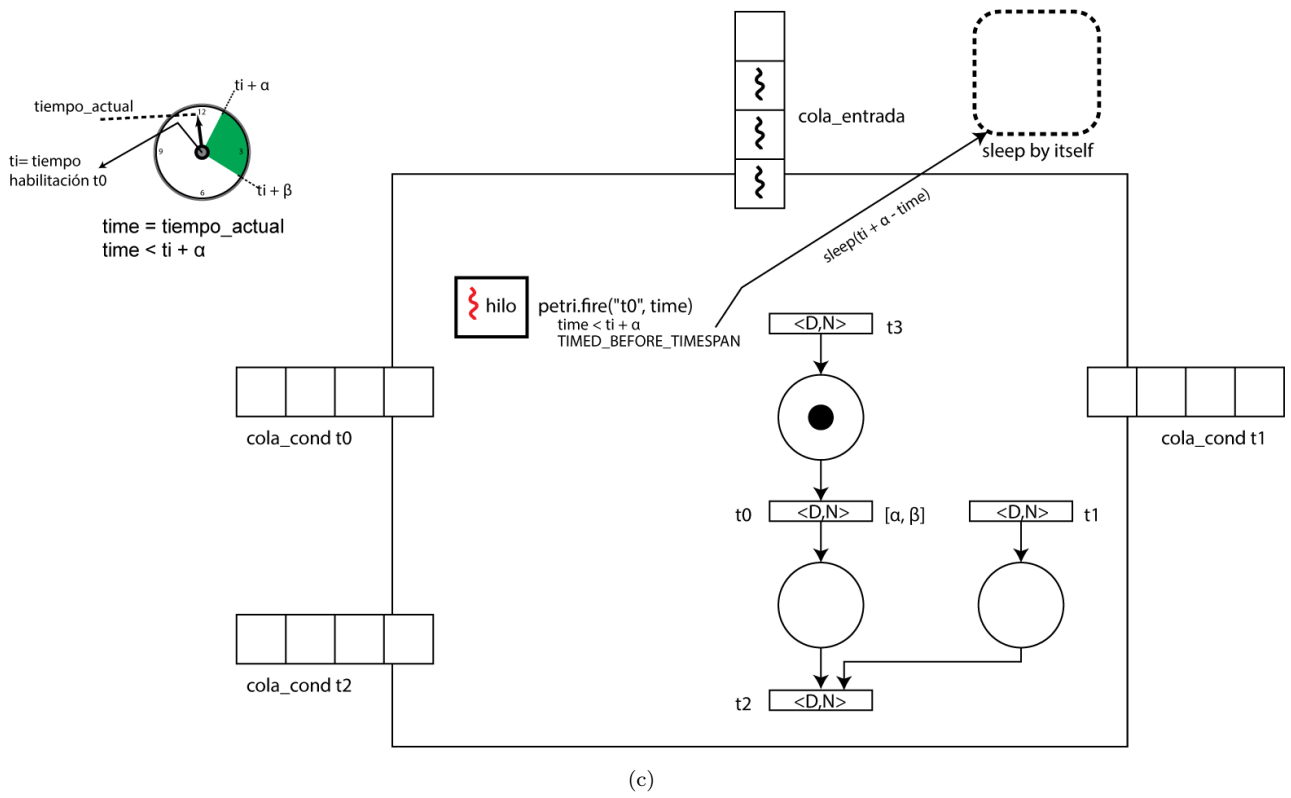 ti + α
tiempo_actual
12
cola_entrada
9
3
ti= tiempo
habilitación t0
sleep by itself
6
ti + β
time = tiempo_actual
time < ti + α
sleep(ti + α - time)
hilo
petri.fire("t0", time)
time < ti + α
TIMED_BEFORE_TIMESPAN
<D,N>
t3
cola_cond t0
cola_cond t1
t0
<D,N>
[α, β]
<D,N>
t1
cola_cond t2
t2
<D,N>
(c)